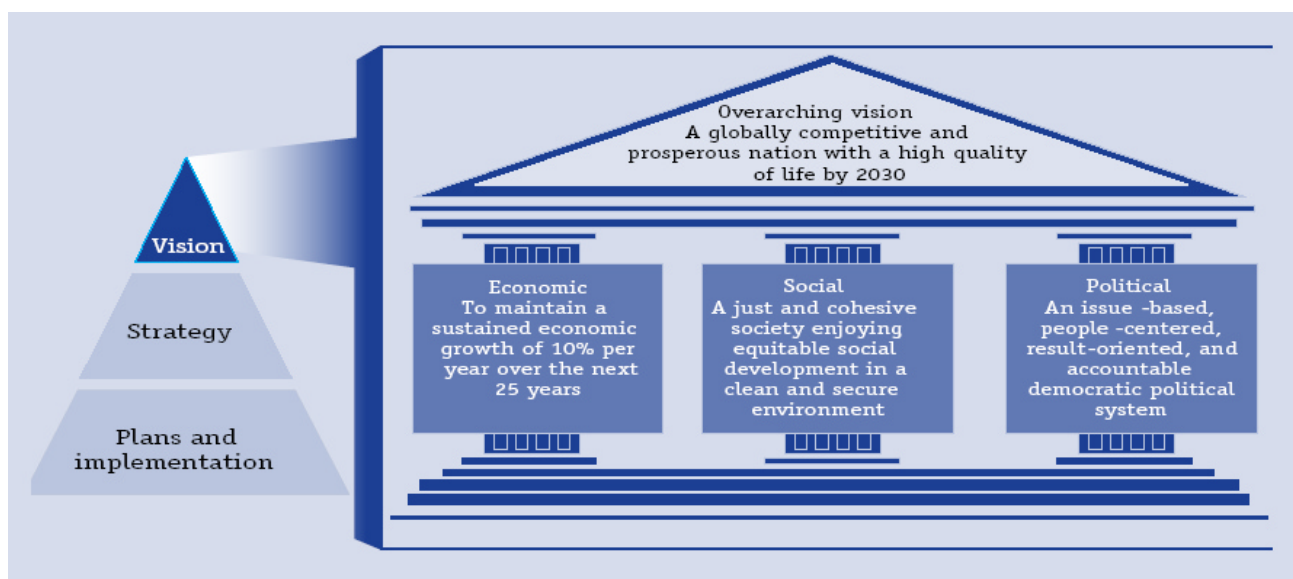 Vision
Strategy
Plans and
implementation
Overarching vision
A globally competitive and
prosperous nation with a high quality
of life by 2030
Economic
To maintain a
sustained economic
growth of 10% per
year over the next
25 years
Social
A just and cohesive
society enjoying
equitable social
development in a
clean and secure
environment
Political
An issue -based,
people -centered,
result-oriented, and
accountable
democratic political
system